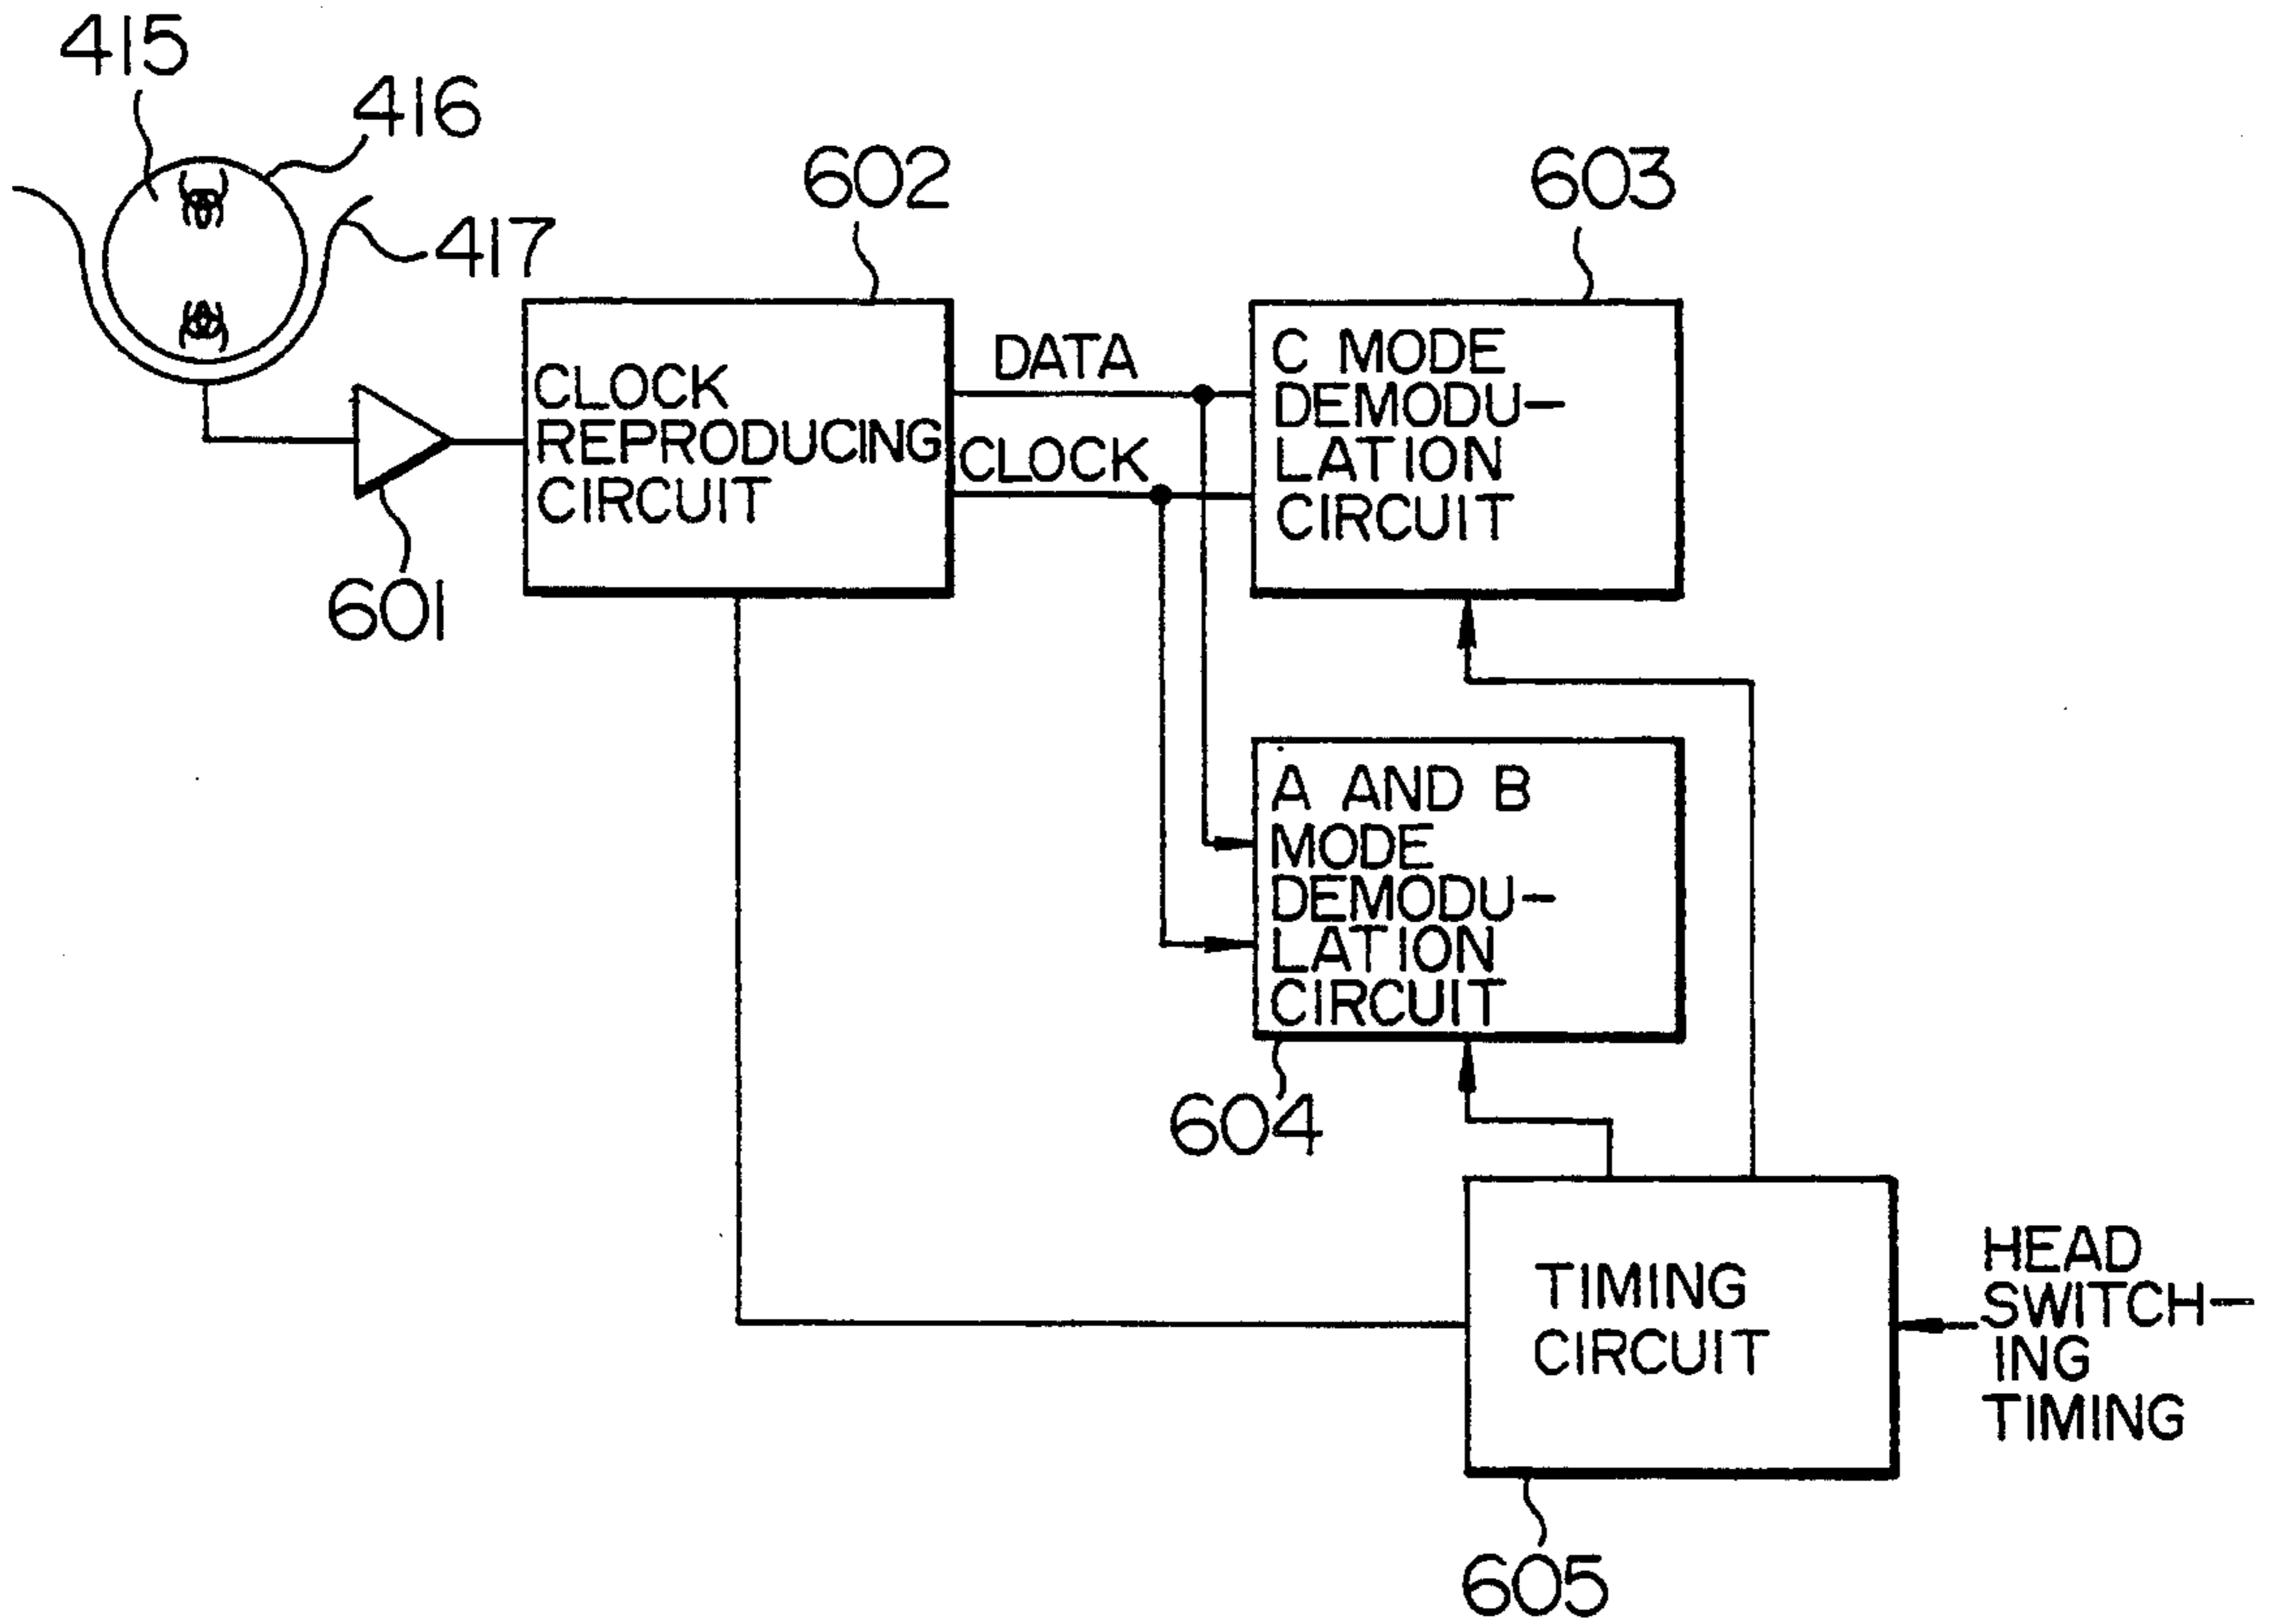 415
416
417
602
603
601
CLOCK
REPRODUCING
CIRCUIT
DATA
CLOCK
C MODE
DEMODU-
LATION
CIRCUIT
A AND B
MODE
DEMODU-
LATION
CIRCUIT
604
TIMING
CIRCUIT
HEAD
SWITCH-
ING
TIMING
605